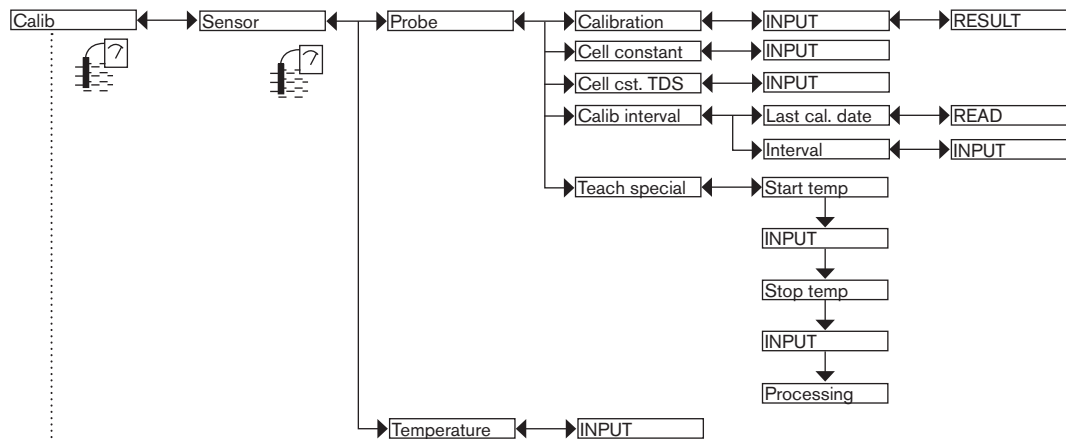 Calib
Sensor
Probe
Calibration
INPUT
RESULT
Cell constant
INPUT
Cell cst. TDS
INPUT
Calib interval
Last cal. date
READ
Interval
INPUT
Teach special
Start temp
INPUT
Stop temp
INPUT
Processing
Temperature
INPUT